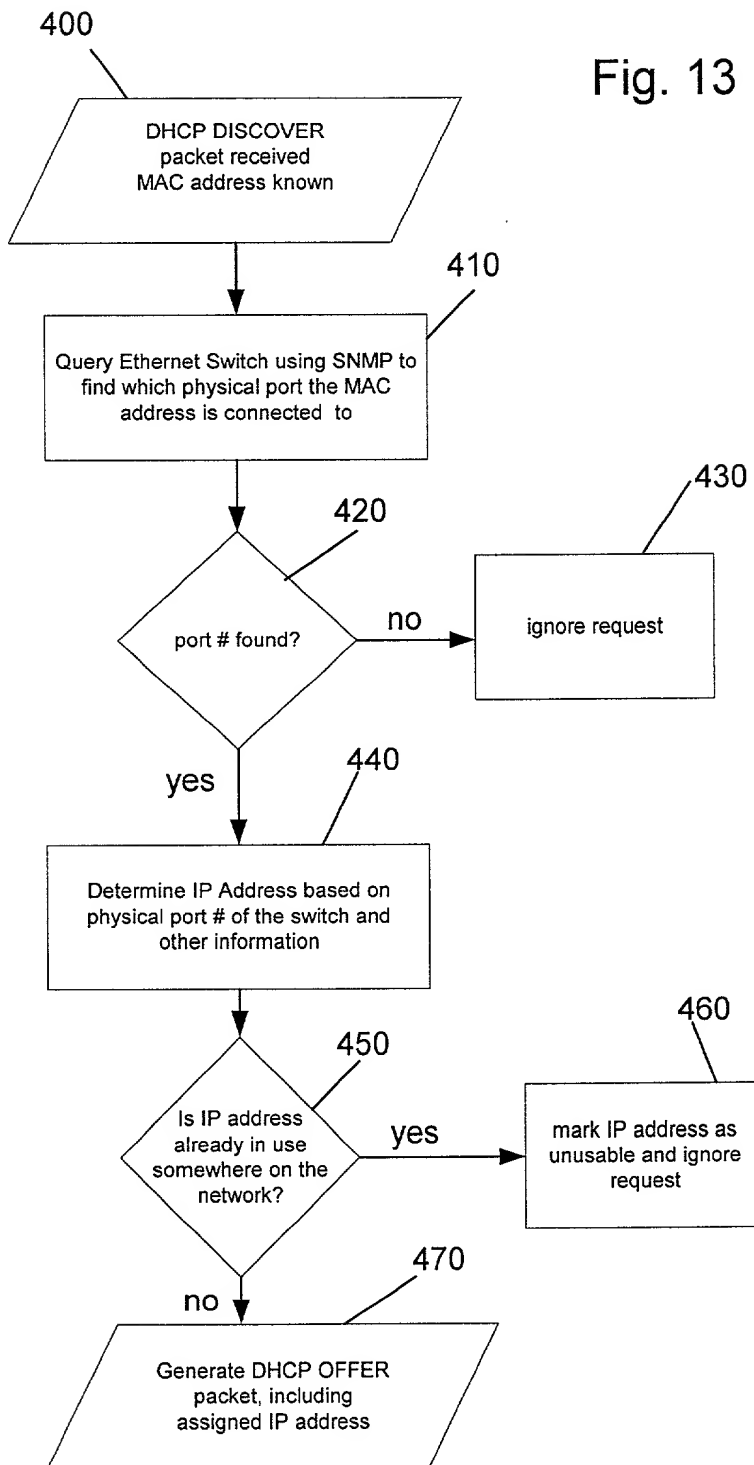 400
Fig. 13
DHCP DISCOVER
packet received
MAC address known
410
Query Ethernet Switch using SNMP to
find which physical port the MAC
address is connected to
420
430
port # found?
no
ignore request
yes
440
Determine IP Address based on
physical port # of the switch and
other information
450
460
Is IP address
already in use
somewhere on the
network?
yes
mark IP address as
unusable and ignore
request
no
470
Generate DHCP OFFER
packet, including
assigned IP address